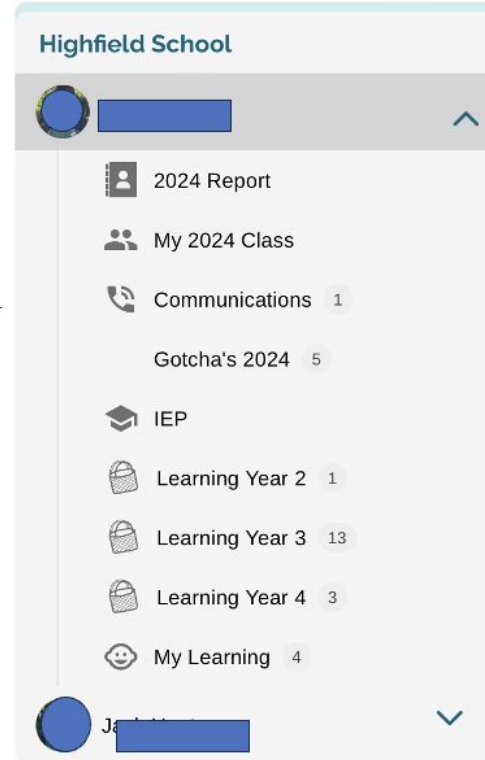 Highfield School
2024 Report
My 2024 Class
Communications 1
Gotcha's 2024 5
IEP
Learning Year 2 1
Learning Year 3 13
Learning Year 4 3
My Learning 4